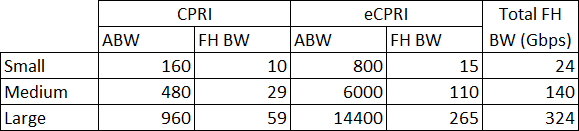 CPRI eCPRI Total FH
ABW FH BW ABW FH BW BW (Gbps)
Small 160 10 800 15 24
Medium 480 29 6000 110 140
Large 960 59 14400 265 324